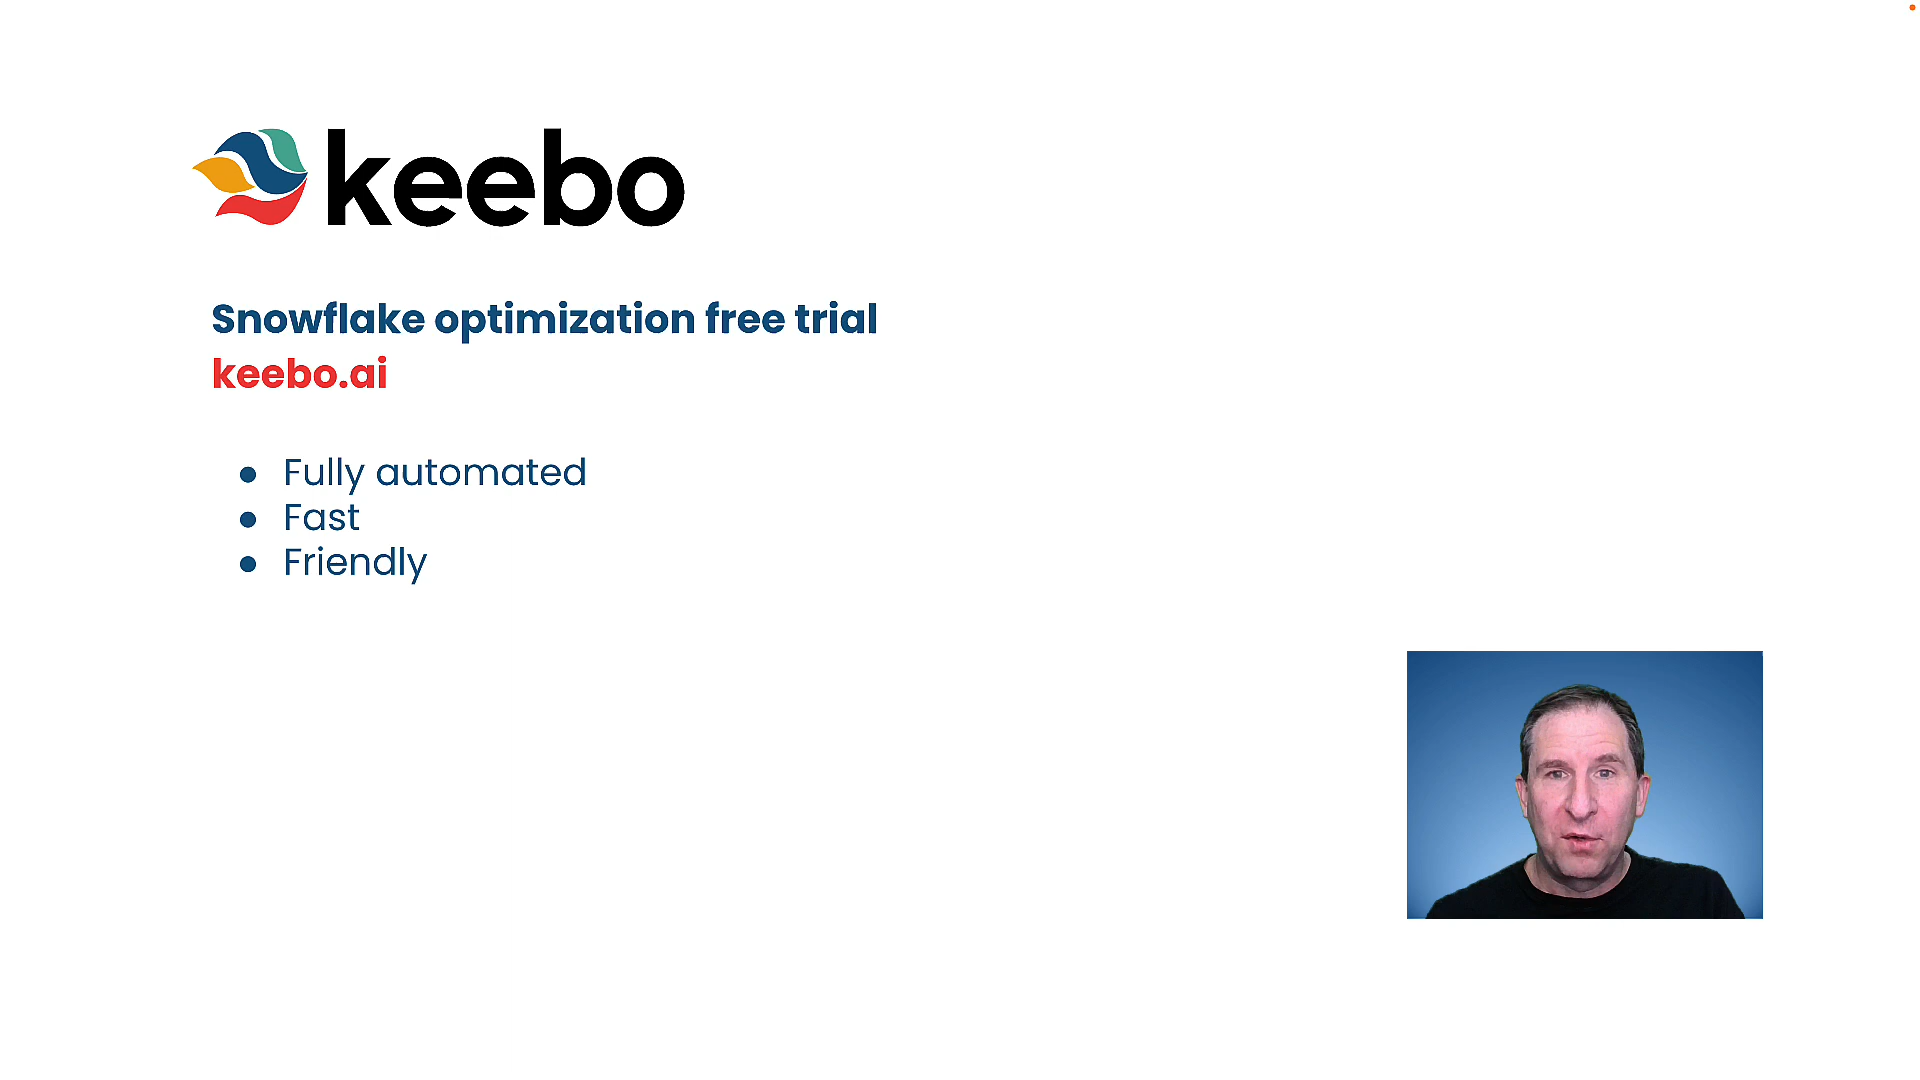 keebo
Snowflake optimization free trial
keebo.ai
● Fully automated
● Fast
● Friendly